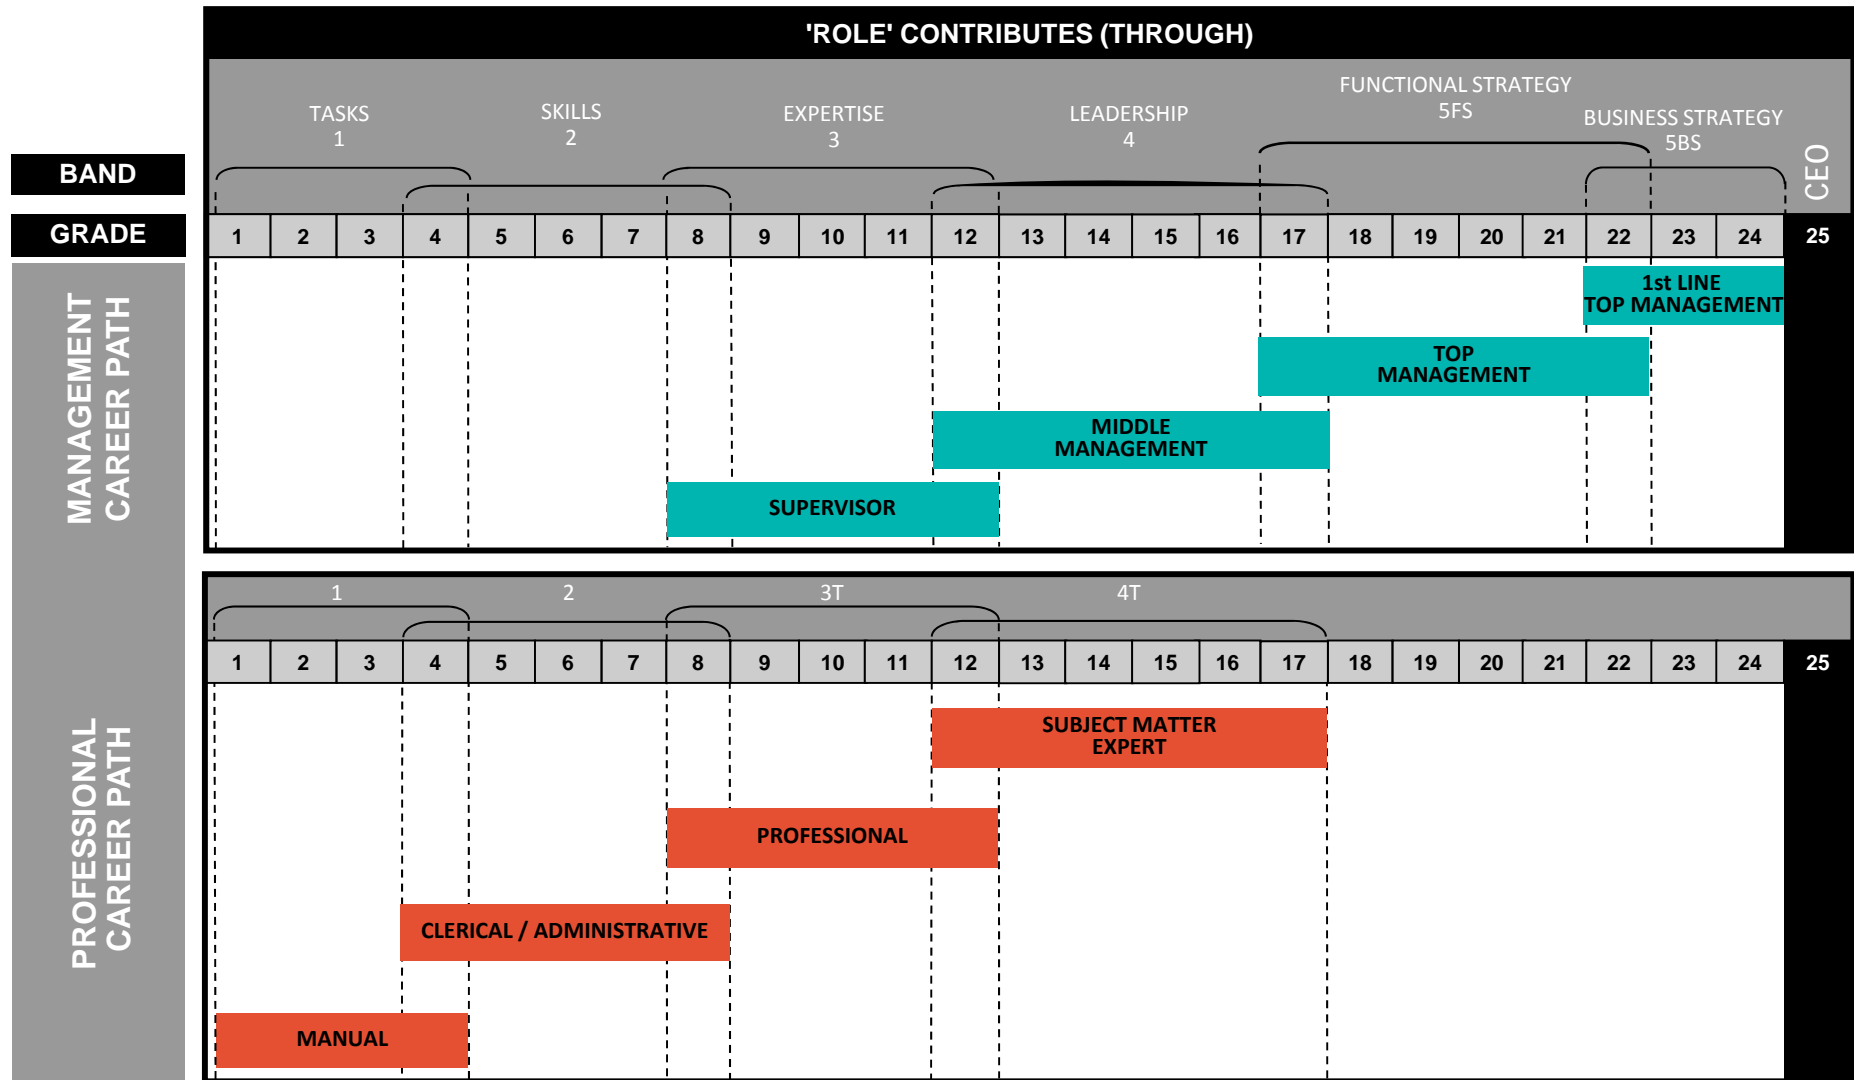 'ROLE' CONTRIBUTES (THROUGH)
TASKS
1
SKILLS
2
EXPERTISE
3
LEADERSHIP
4
FUNCTIONAL STRATEGY
5FS
BUSINESS STRATEGY
5BS
CEO
BAND
GRADE
1 2 3 4 5 6 7 8 9 10 11 12 13 14 15 16 17 18 19 20 21 22 23 24 25
MANAGEMENT
CAREER PATH
1st LINE
TOP MANAGEMENT
TOP
MANAGEMENT
MIDDLE
MANAGEMENT
SUPERVISOR
1 2 3T 4T
1 2 3 4 5 6 7 8 9 10 11 12 13 14 15 16 17 18 19 20 21 22 23 24 25
PROFESSIONAL
CAREER PATH
SUBJECT MATTER
EXPERT
PROFESSIONAL
CLERICAL / ADMINISTRATIVE
MANUAL